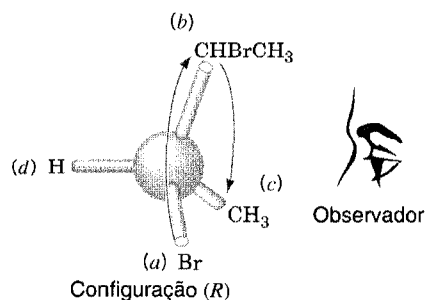 (b)
CHBrCH₃
(d) H
(c)
CH₃
Observador
(a) Br
Configuração (R)